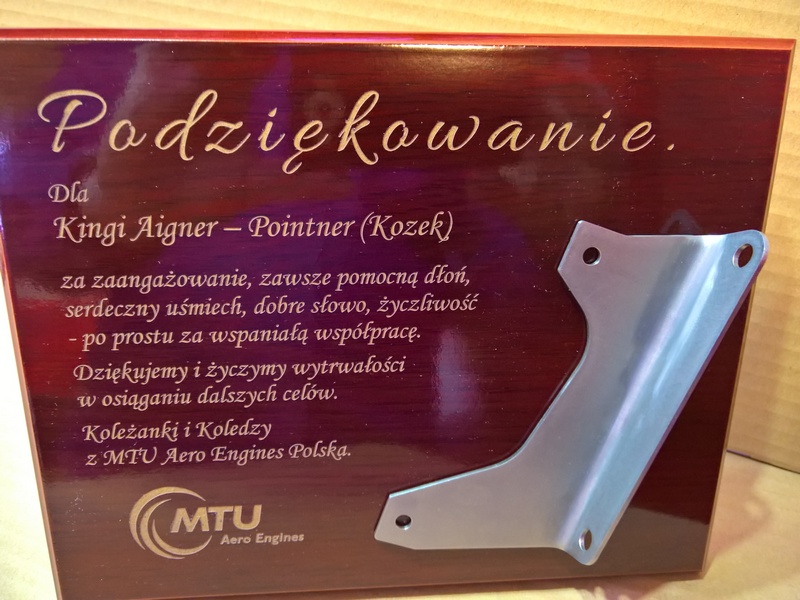 Podziękowanie.
Dla
Kingi Aigner – Pointner (Kozek)
za zaangażowanie, zawsze pomocną dłoń,
serdeczny uśmiech, dobre słowo, życzliwość
- po prostu za wspaniałą współpracę.
Dziękujemy i życzymy wytrwałości
w osiąganiu dalszych celów.
Koleżanki i Koledzy
z MTU Aero Engines Polska.
MTU
Aero Engines